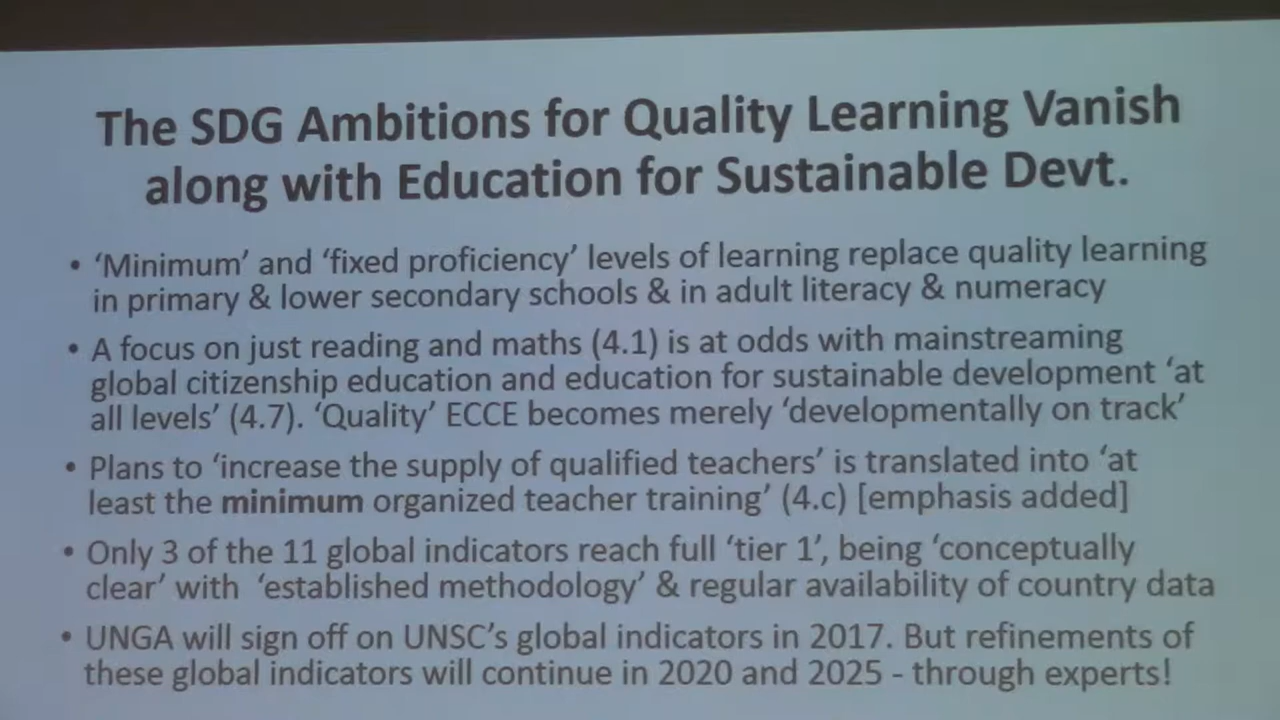 The SDG Ambitions for Quality Learning Vanish
along with Education for Sustainable Devt.
• ‘Minimum’ and ‘fixed proficiency’ levels of learning replace quality learning
in primary & lower secondary schools & in adult literacy & numeracy
• A focus on just reading and maths (4.1) is at odds with mainstreaming
global citizenship education and education for sustainable development ‘at
all levels’ (4.7). ‘Quality’ ECCE becomes merely ‘developmentally on track’
• Plans to ‘increase the supply of qualified teachers’ is translated into ‘at
least the minimum organized teacher training’ (4.c) [emphasis added]
• Only 3 of the 11 global indicators reach full ‘tier 1’, being ‘conceptually
clear’ with ‘established methodology’ & regular availability of country data
• UNGA will sign off on UNSC’s global indicators in 2017. But refinements of
these global indicators will continue in 2020 and 2025 - through experts!